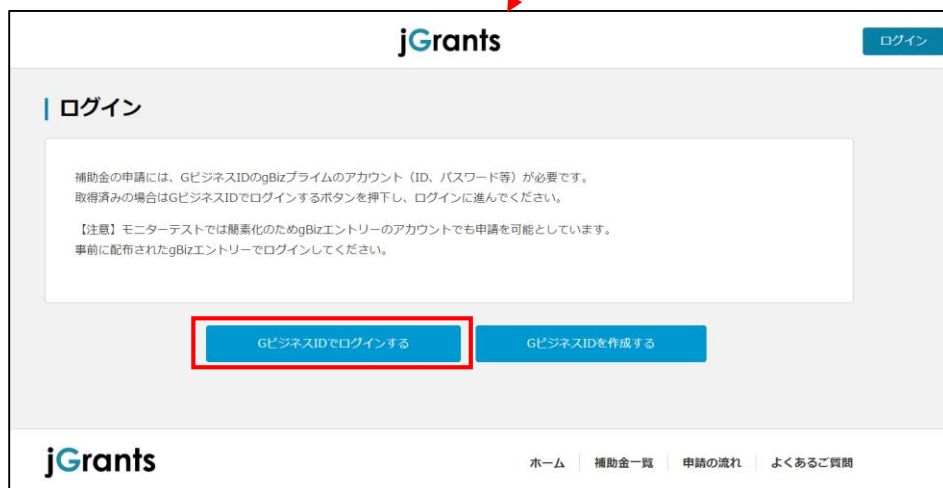 jGrants
ログイン
ログイン
補助金の申請には、GビジネスIDのgBizプライムのアカウント（ID、パスワード等）が必要です。
取得済みの場合はGビジネスIDでログインするボタンを押下し、ログインに進んでください。
【注意】モニターテストでは簡素化のためgBizエントリーのアカウントでも申請を可能としています。
事前に配布されたgBizエントリーでログインしてください。
GビジネスIDでログインする
GビジネスIDを作成する
jGrants
ホーム
補助金一覧
申請の流れ
よくあるご質問